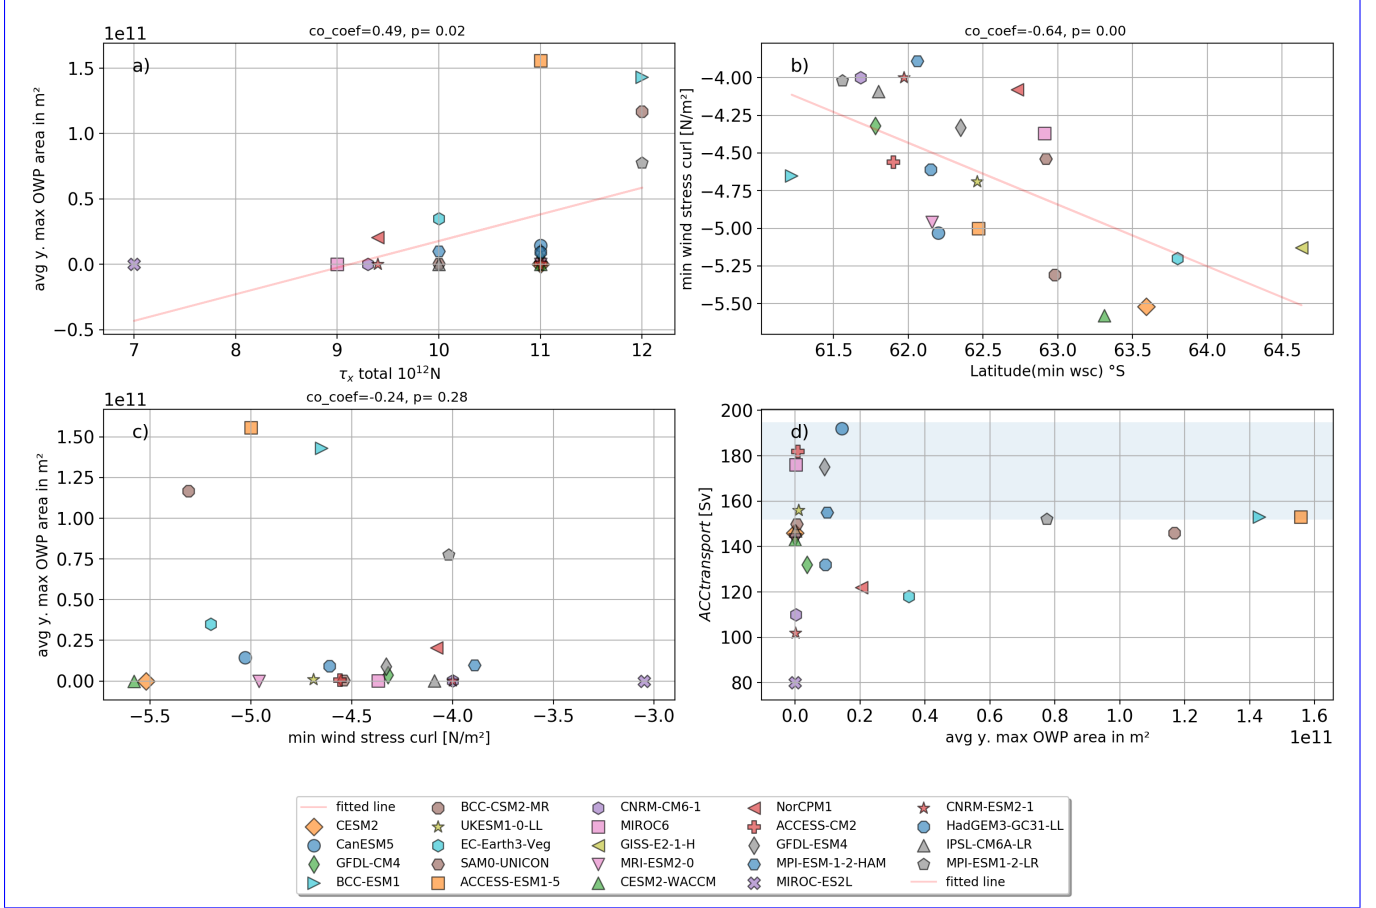 1e11
co_coef=0.49, p= 0.02
a)
avg y. max OWP area in m²
1.5
1.0
0.5
0.0
−0.5
7 8 9 10 11 12
τx total 10¹²N
co_coef=-0.64, p= 0.00
b)
min wind stress curl [N/m²]
−4.00
−4.25
−4.50
−4.75
−5.00
−5.25
−5.50
61.5 62.0 62.5 63.0 63.5 64.0 64.5
Latitude(min wsc) °S
1e11
co_coef=-0.24, p= 0.28
c)
avg y. max OWP area in m²
1.50
1.25
1.00
0.75
0.50
0.25
0.00
−5.5 −5.0 −4.5 −4.0 −3.5 −3.0
min wind stress curl [N/m²]
d)
ACCtransport [Sv]
200
180
160
140
120
100
80
0.0 0.2 0.4 0.6 0.8 1.0 1.2 1.4 1.6
avg y. max OWP area in m²
1e11
fitted line BCC-CSM2-MR CNRM-CM6-1 NorCPM1 CNRM-ESM2-1
CESM2 UKESM1-0-LL MIROC6 ACCESS-CM2 HadGEM3-GC31-LL
CanESM5 EC-Earth3-Veg GISS-E2-1-H GFDL-ESM4 IPSL-CM6A-LR
GFDL-CM4 SAM0-UNICON MRI-ESM2-0 MPI-ESM-1-2-HAM MPI-ESM1-2-LR
BCC-ESM1 ACCESS-ESM1-5 CESM2-WACCM MIROC-ES2L fitted line